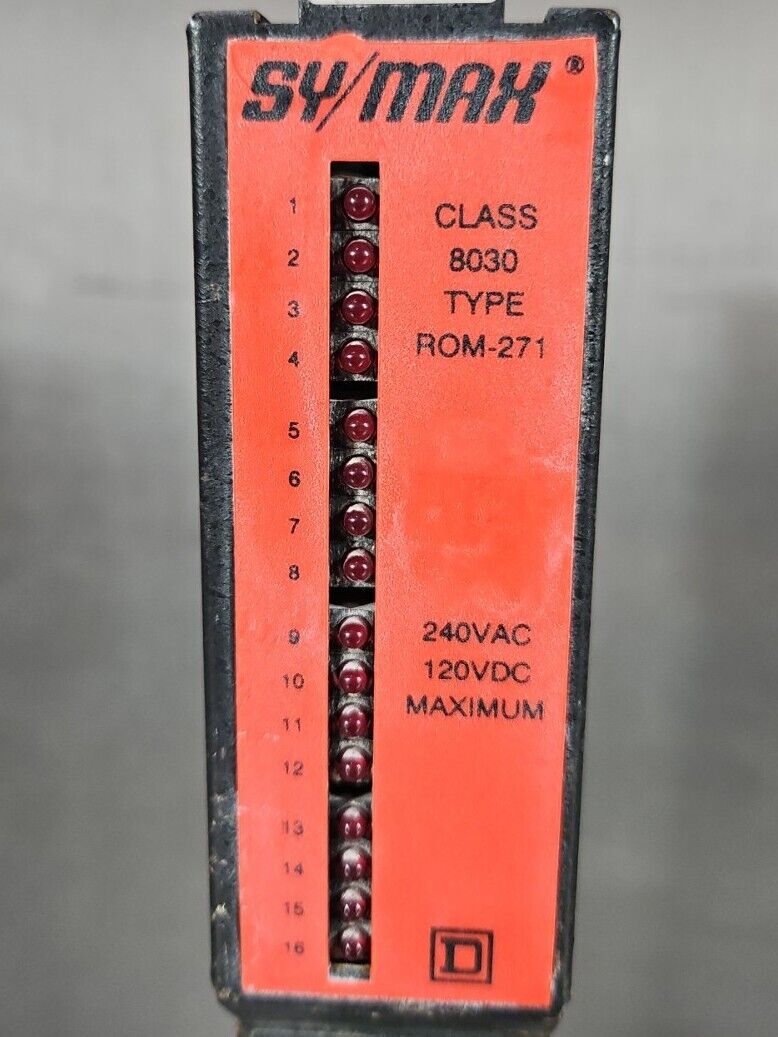 SY/MAX ®
CLASS
8030
TYPE
ROM-271
1
2
3
4
5
6
7
8
9
10
11
12
13
14
15
16
240VAC
120VDC
MAXIMUM
D